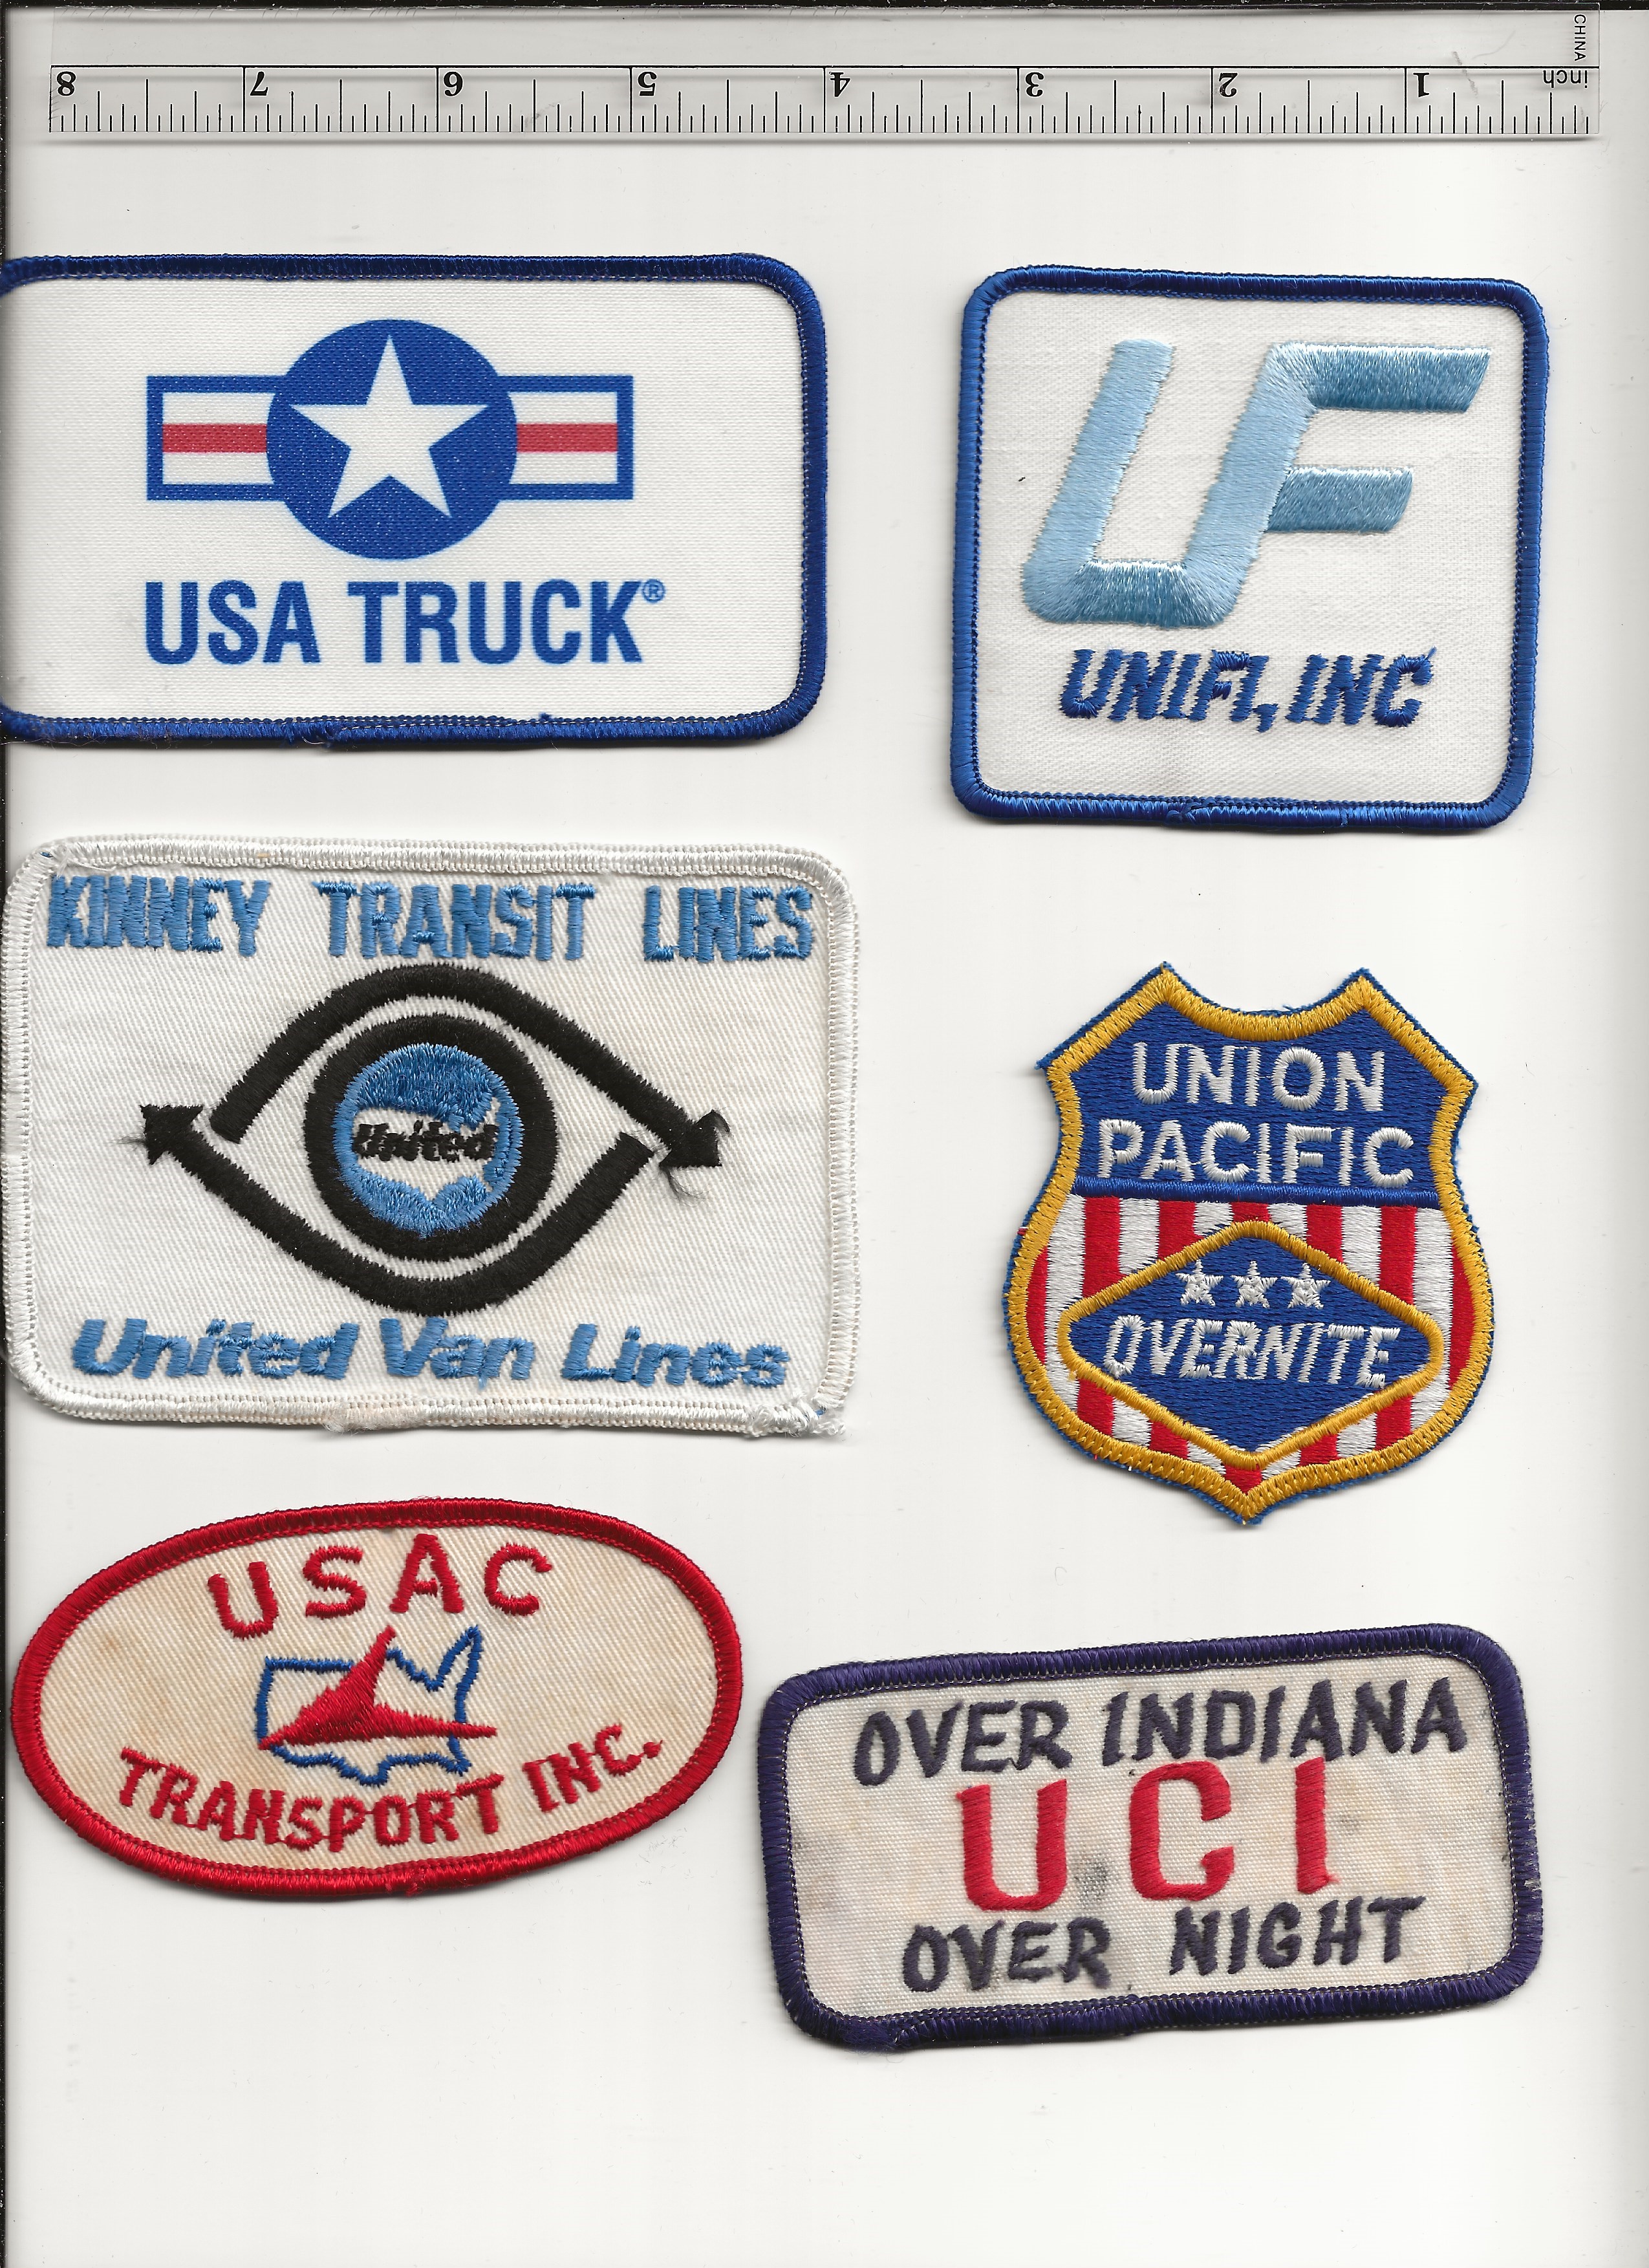 CHINA
inch
8 7 6 5 4 3 2 1
USA TRUCK®
UF
UNIFI, INC
KINNEY TRANSIT LINES
United
United Van Lines
UNION
PACIFIC
OVERNITE
USAC
TRANSPORT INC.
OVER INDIANA
UCI
OVER NIGHT